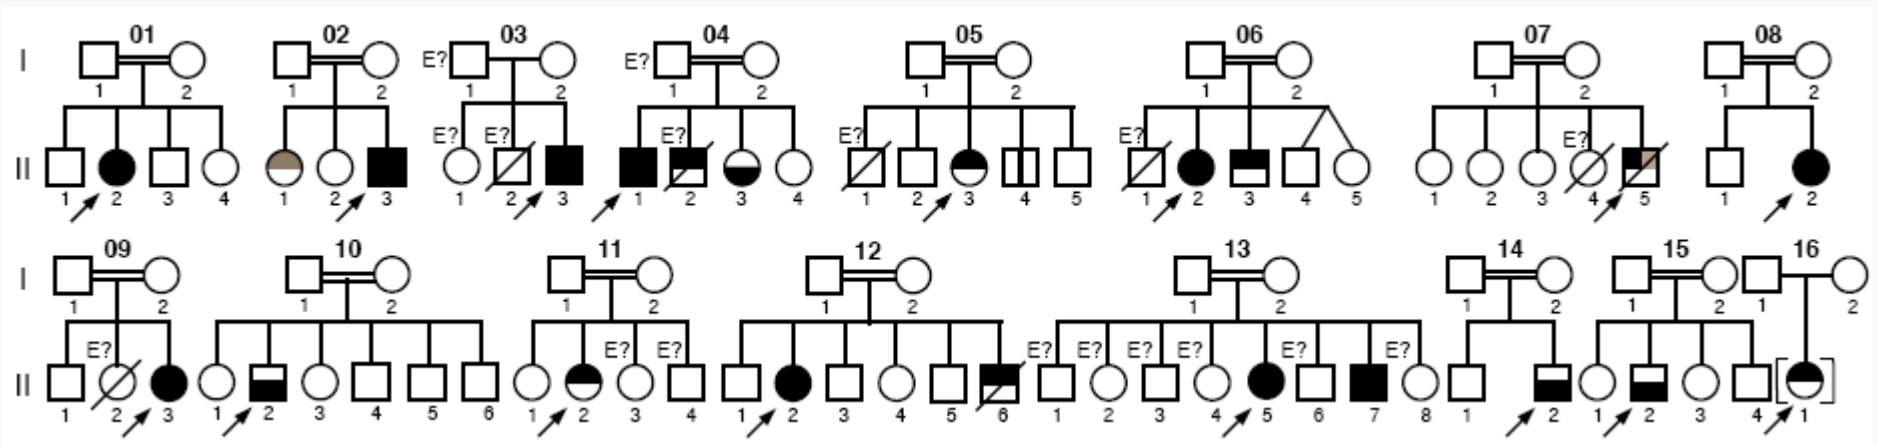 01 02 03 04 05 06 07 08
I E? E?
1 2 1 2 1 2 1 2 1 2 1 2 1 2 1 2
E? E? E? E? E? E?
II
1 2 3 4 1 2 3 1 2 3 1 2 3 4 1 2 3 4 5 1 2 3 4 5 1 2 3 4 5 1 2
09 10 11 12 13 14 15 16
I
1 2 1 2 1 2 1 2 1 2 1 2 1 2 1 2
E? E? E? E? E? E? E? E? E?
II
1 2 3 1 2 3 4 5 6 1 2 3 4 1 2 3 4 5 6 1 2 3 4 5 6 7 8 1 2 1 2 3 4 1